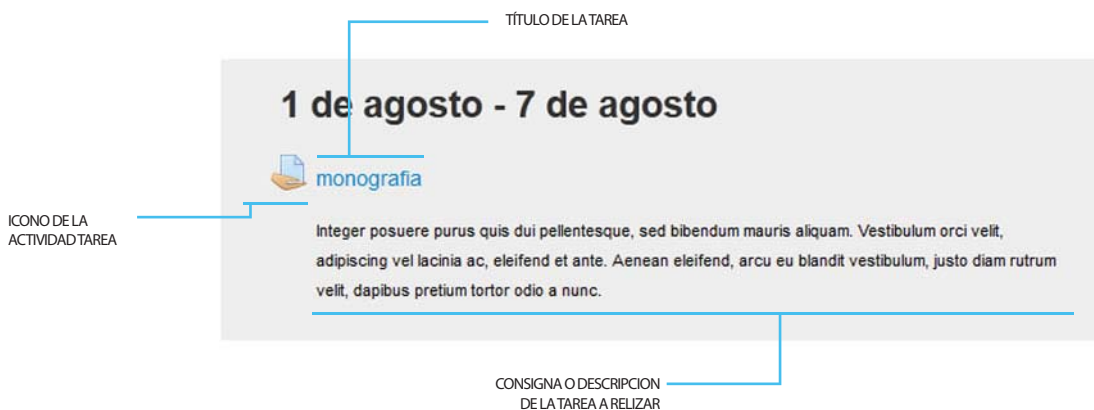 TÍTULO DE LA TAREA
1 de agosto - 7 de agosto
monografia
ICONO DE LA
ACTIVIDAD TAREA
Integer posuere purus quis dui pellentesque, sed bibendum mauris aliquam. Vestibulum orci velit,
adipiscing vel lacinia ac, eleifend et ante. Aenean eleifend, arcu eu blandit vestibulum, justo diam rutrum
velit, dapibus pretium tortor odio a nunc.
CONSIGNA O DESCRIPCION
DE LA TAREA A RELIZAR